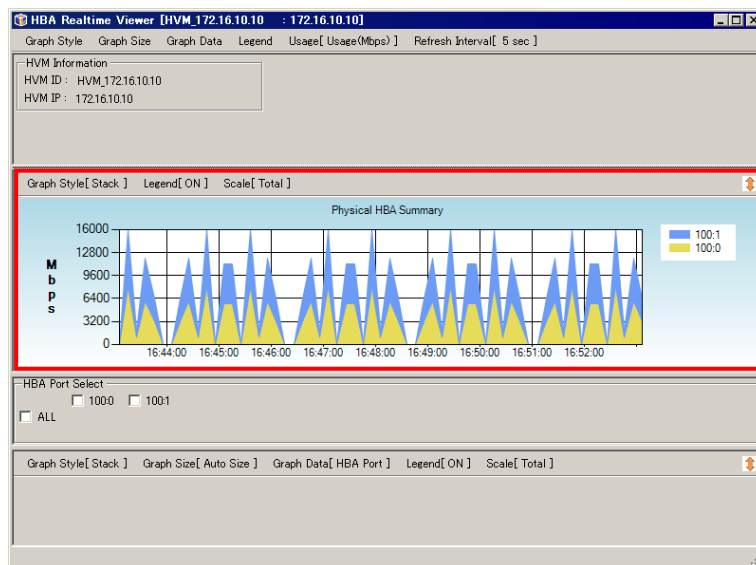 HBA Realtime Viewer [HVM_172.16.10.10 : 172.16.10.10]
Graph Style Graph Size Graph Data Legend Usage[ Usage(Mbps) ] Refresh Interval[ 5 sec ]
HVM Information
HVM ID : HVM_172.16.10.10
HVM IP : 172.16.10.10
Graph Style[ Stack ] Legend[ ON ] Scale[ Total ]
Physical HBA Summary
16000
12800
9600
6400
3200
0
Mbps
16:44:00 16:45:00 16:46:00 16:47:00 16:48:00 16:49:00 16:50:00 16:51:00 16:52:00
100:1
100:0
HBA Port Select
100:0 100:1
ALL
Graph Style[ Stack ] Graph Size[ Auto Size ] Graph Data[ HBA Port ] Legend[ ON ] Scale[ Total ]